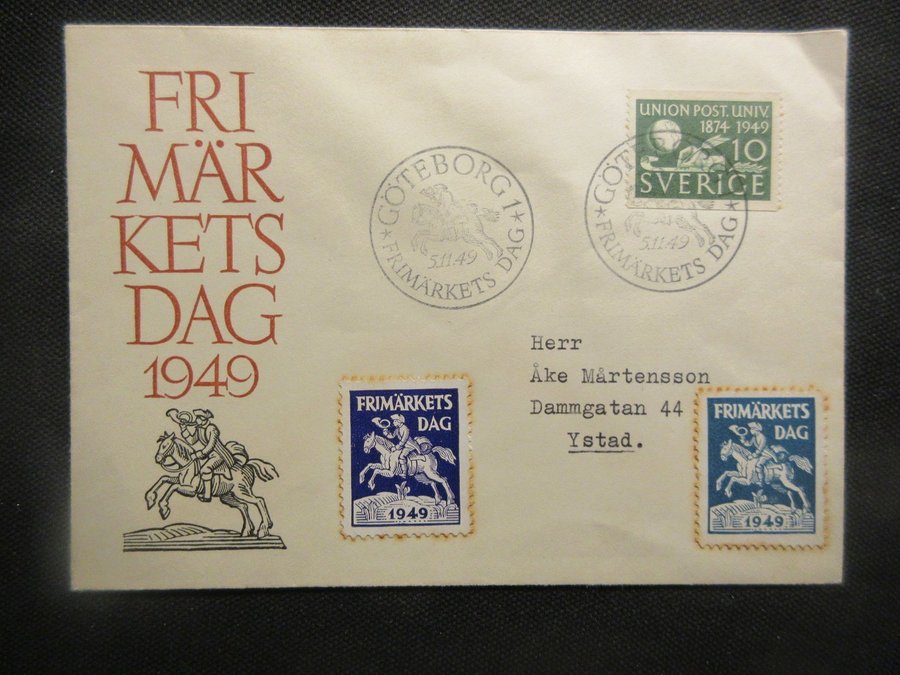 FRI
MÄR
KETS
DAG
1949
GÖTEBORG 1
5.11.49
FRIMÄRKETS DAG
UNION POST. UNIV.
1874 1949
10
SVERIGE
GÖT
5.11.49
FRIMÄRKETS DAG
Herr
Åke Mårtensson
Dammgatan 44
Ystad.
FRIMÄRKETS
DAG
1949
FRIMÄRKETS
DAG
1949